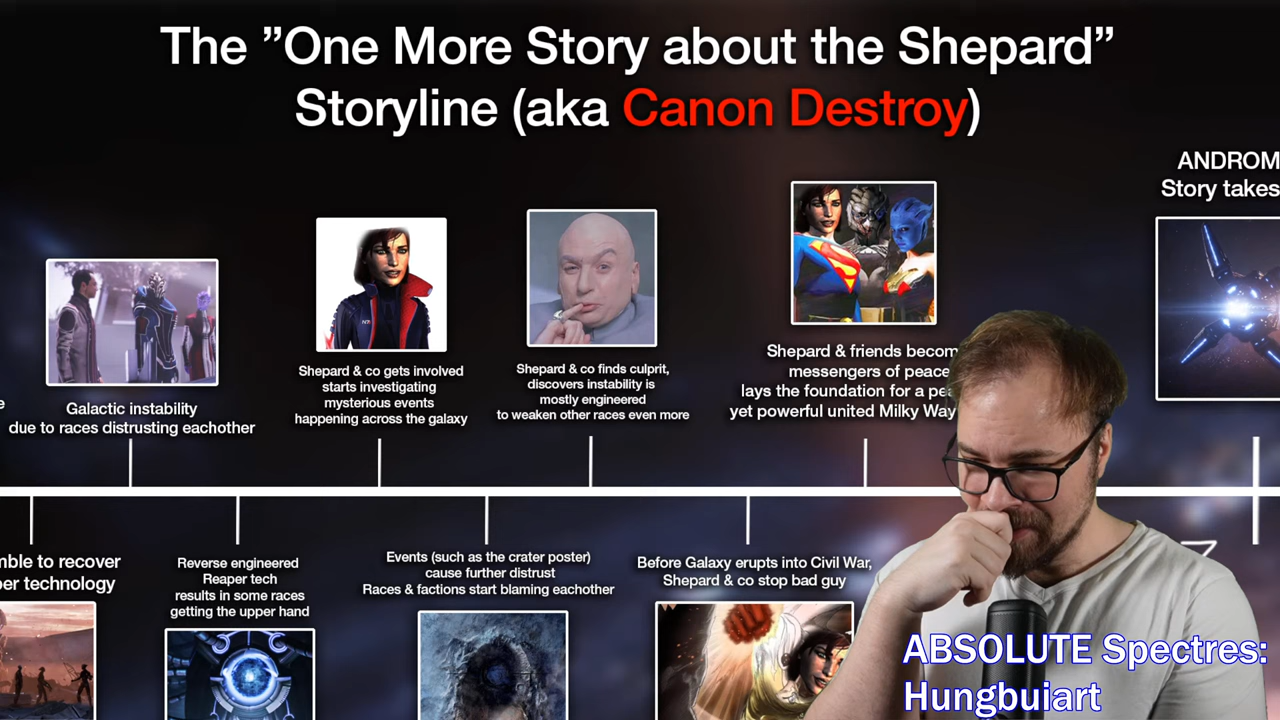 The ”One More Story about the Shepard”
Storyline (aka Canon Destroy)
ANDROM
Story takes
Galactic instability
due to races distrusting eachother
Shepard & co gets involved
starts investigating
mysterious events
happening across the galaxy
Shepard & co finds culprit,
discovers instability is
mostly engineered
to weaken other races even more
Shepard & friends becom
messengers of peace
lays the foundation for a pea
yet powerful united Milky Way
mble to recover
per technology
Reverse engineered
Reaper tech
results in some races
getting the upper hand
Events (such as the crater poster)
cause further distrust
Races & factions start blaming eachother
Before Galaxy erupts into Civil War,
Shepard & co stop bad guy
N7
ABSOLUTE Spectres:
Hungbuiart